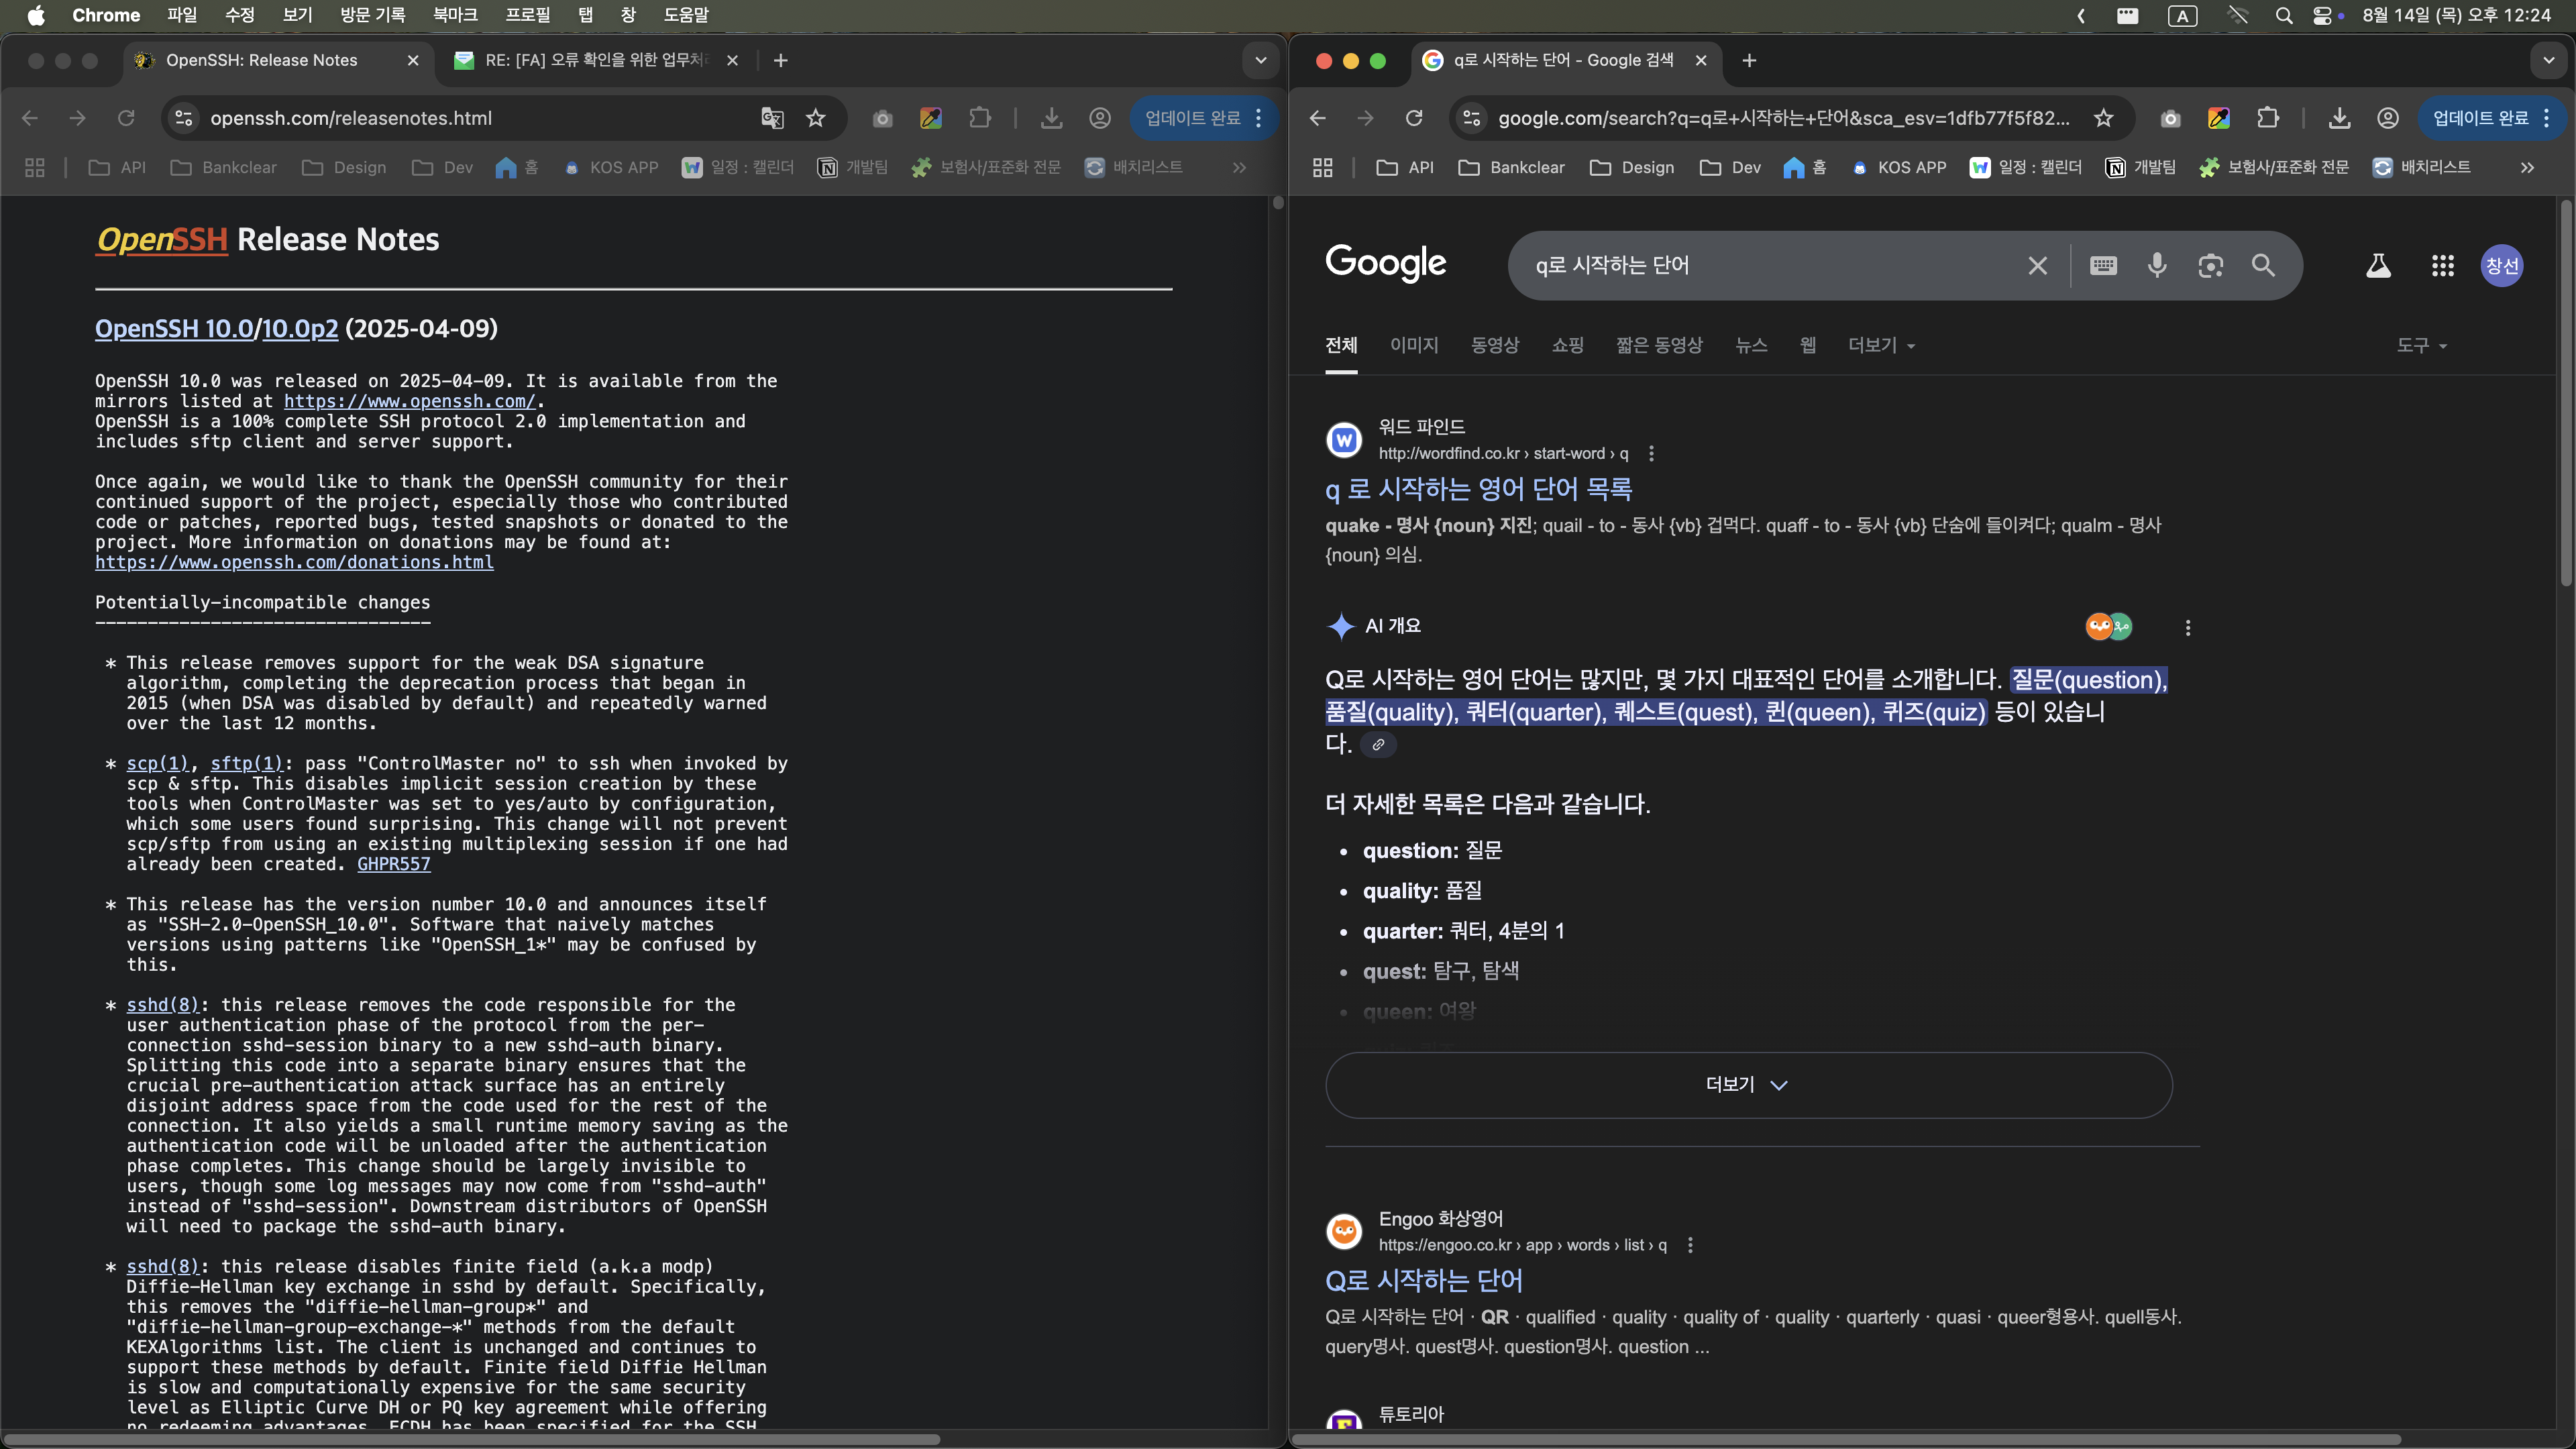 Chrome 파일 수정 보기 방문 기록 북마크 프로필 탭 창 도움말
A 8월 14일 (목) 오후 12:24
OpenSSH: Release Notes
RE: [FA] 오류 확인을 위한 업무처
openssh.com/releasenotes.html
업데이트 완료
API Bankclear Design Dev 홈 KOS APP 일정 : 캘린더 개발팀 보험사/표준화 전문 배치리스트
OpenSSH Release Notes
OpenSSH 10.0/10.0p2 (2025-04-09)
OpenSSH 10.0 was released on 2025-04-09. It is available from the
mirrors listed at https://www.openssh.com/.
OpenSSH is a 100% complete SSH protocol 2.0 implementation and
includes sftp client and server support.
Once again, we would like to thank the OpenSSH community for their
continued support of the project, especially those who contributed
code or patches, reported bugs, tested snapshots or donated to the
project. More information on donations may be found at:
https://www.openssh.com/donations.html
Potentially-incompatible changes
--------------------------------
* This release removes support for the weak DSA signature
algorithm, completing the deprecation process that began in
2015 (when DSA was disabled by default) and repeatedly warned
over the last 12 months.
* scp(1), sftp(1): pass "ControlMaster no" to ssh when invoked by
scp & sftp. This disables implicit session creation by these
tools when ControlMaster was set to yes/auto by configuration,
which some users found surprising. This change will not prevent
scp/sftp from using an existing multiplexing session if one had
already been created. GHPR557
* This release has the version number 10.0 and announces itself
as "SSH-2.0-OpenSSH_10.0". Software that naively matches
versions using patterns like "OpenSSH_1*" may be confused by
this.
* sshd(8): this release removes the code responsible for the
user authentication phase of the protocol from the per-
connection sshd-session binary to a new sshd-auth binary.
Splitting this code into a separate binary ensures that the
crucial pre-authentication attack surface has an entirely
disjoint address space from the code used for the rest of the
connection. It also yields a small runtime memory saving as the
authentication code will be unloaded after the authentication
phase completes. This change should be largely invisible to
users, though some log messages may now come from "sshd-auth"
instead of "sshd-session". Downstream distributors of OpenSSH
will need to package the sshd-auth binary.
* sshd(8): this release disables finite field (a.k.a modp)
Diffie-Hellman key exchange in sshd by default. Specifically,
this removes the "diffie-hellman-group*" and
"diffie-hellman-group-exchange-*" methods from the default
KEXAlgorithms list. The client is unchanged and continues to
support these methods by default. Finite field Diffie Hellman
is slow and computationally expensive for the same security
level as Elliptic Curve DH or PQ key agreement while offering
no redeeming advantages. ECDH has been specified for the SSH
q로 시작하는 단어 - Google 검색
google.com/search?q=q로+시작하는+단어&sca_esv=1dfb77f5f82...
업데이트 완료
API Bankclear Design Dev 홈 KOS APP 일정 : 캘린더 개발팀 보험사/표준화 전문 배치리스트
Google
q로 시작하는 단어
창선
전체 이미지 동영상 쇼핑 짧은 동영상 뉴스 웹 더보기 도구
워드 파인드
http://wordfind.co.kr › start-word › q
q 로 시작하는 영어 단어 목록
quake - 명사 {noun} 지진; quail - to - 동사 {vb} 겁먹다. quaff - to - 동사 {vb} 단숨에 들이켜다; qualm - 명사
{noun} 의심.
AI 개요
Q로 시작하는 영어 단어는 많지만, 몇 가지 대표적인 단어를 소개합니다. 질문(question),
품질(quality), 쿼터(quarter), 퀘스트(quest), 퀸(queen), 퀴즈(quiz) 등이 있습니
다.
더 자세한 목록은 다음과 같습니다.
• question: 질문
• quality: 품질
• quarter: 쿼터, 4분의 1
• quest: 탐구, 탐색
• queen: 여왕
더보기
Engoo 화상영어
https://engoo.co.kr › app › words › list › q
Q로 시작하는 단어
Q로 시작하는 단어 · QR · qualified · quality · quality of · quality · quarterly · quasi · queer형용사. quell동사.
query명사. quest명사. question명사. question ...
튜토리아